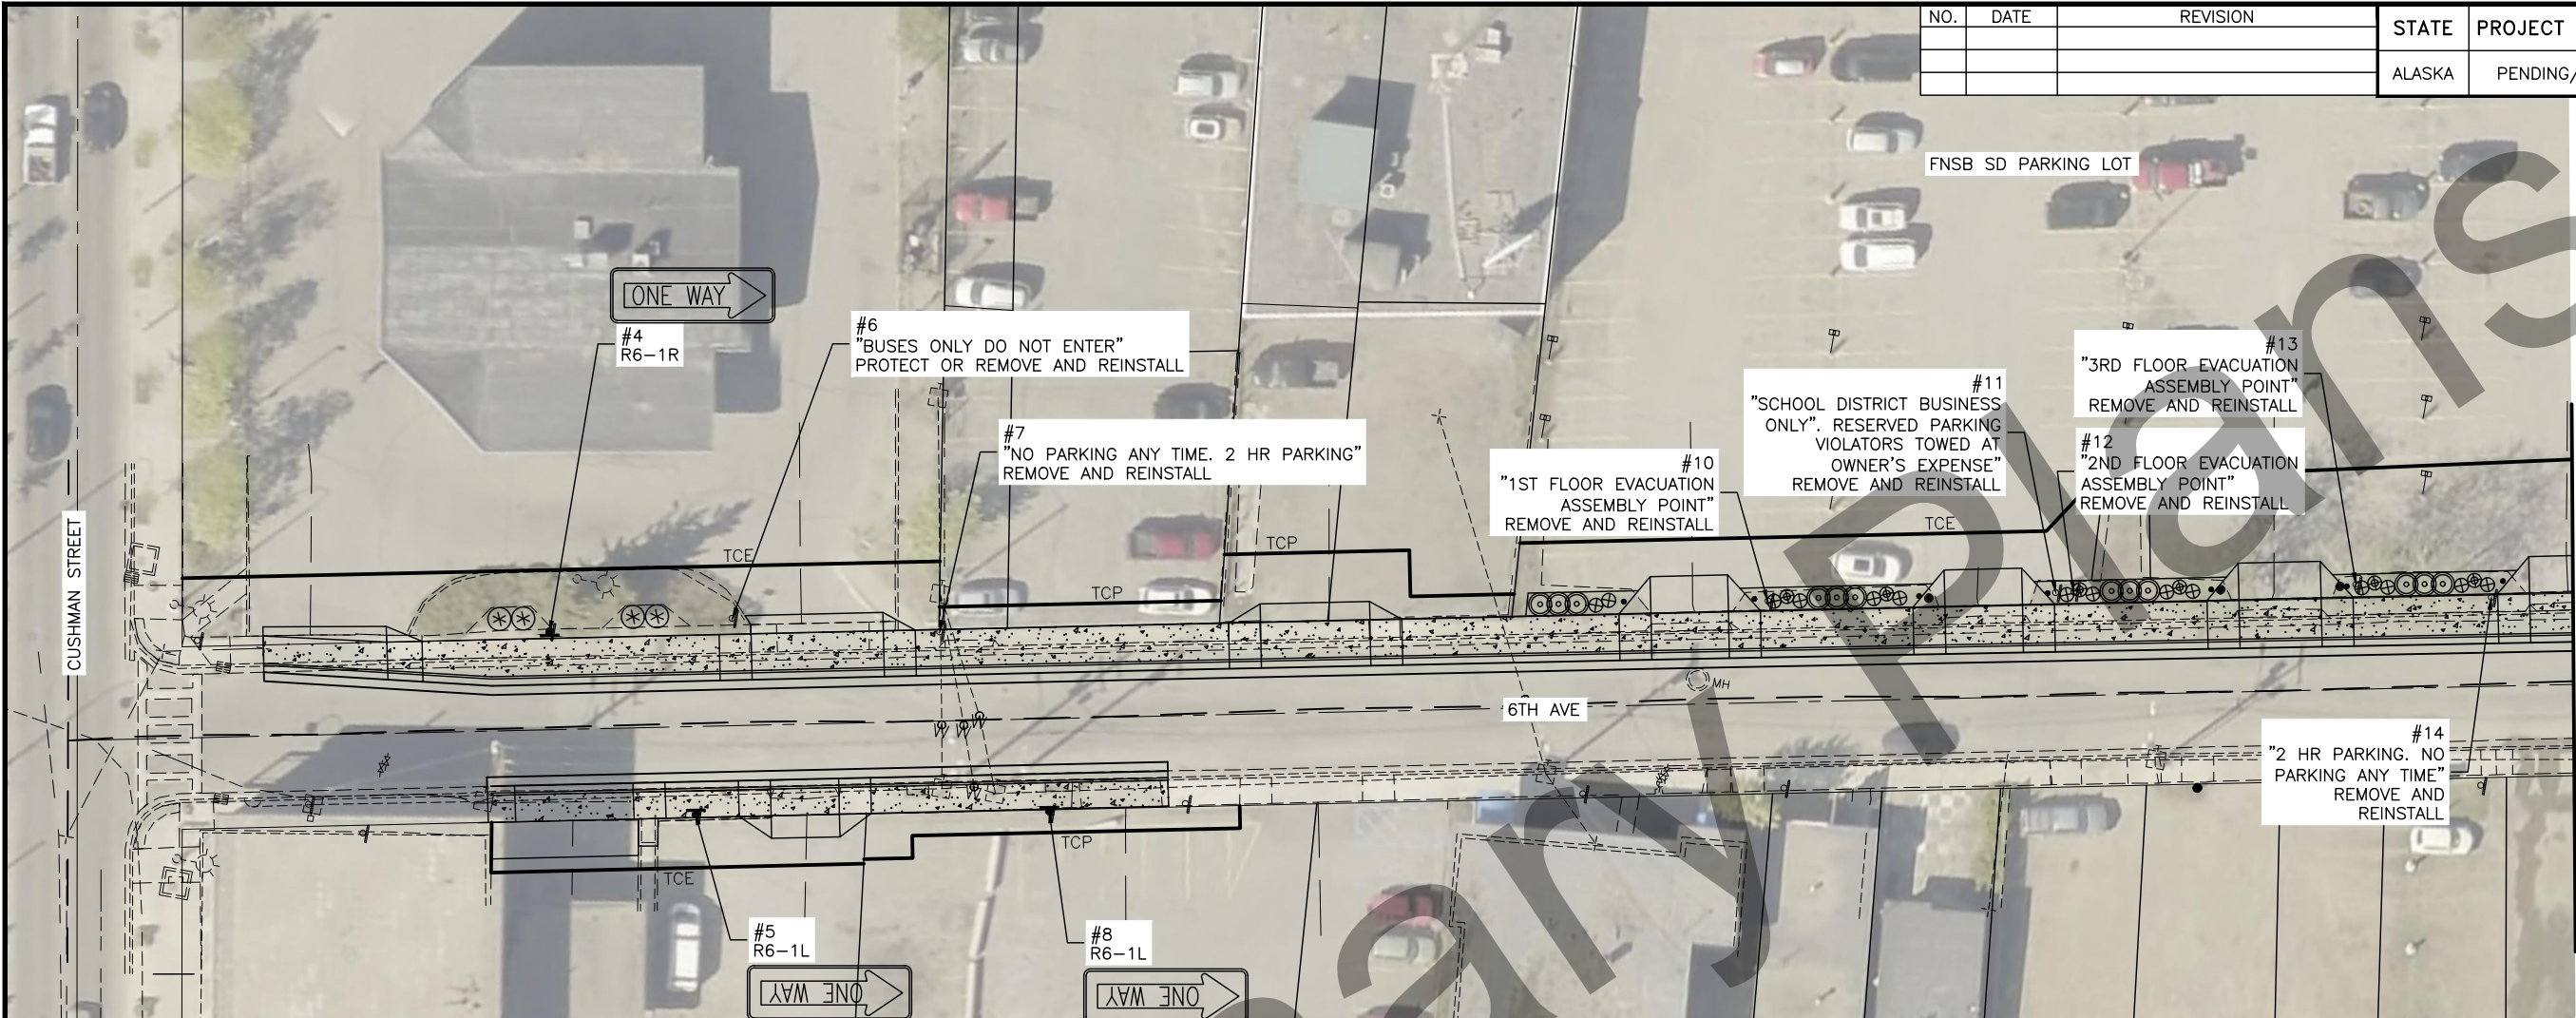 NO. DATE REVISION
STATE PROJECT
ALASKA PENDING/
FNSB SD PARKING LOT
ONE WAY
#4
R6-1R
#6
"BUSES ONLY DO NOT ENTER"
PROTECT OR REMOVE AND REINSTALL
#7
"NO PARKING ANY TIME. 2 HR PARKING"
REMOVE AND REINSTALL
#10
"1ST FLOOR EVACUATION
ASSEMBLY POINT"
REMOVE AND REINSTALL
#11
"SCHOOL DISTRICT BUSINESS
ONLY". RESERVED PARKING
VIOLATORS TOWED AT
OWNER'S EXPENSE"
REMOVE AND REINSTALL
#13
"3RD FLOOR EVACUATION
ASSEMBLY POINT"
REMOVE AND REINSTALL
#12
"2ND FLOOR EVACUATION
ASSEMBLY POINT"
REMOVE AND REINSTALL
CUSHMAN STREET
TCE
TCP
TCP
TCE
MH
6TH AVE
#14
"2 HR PARKING. NO
PARKING ANY TIME"
REMOVE AND
REINSTALL
TCP
TCE
#5
R6-1L
ONE WAY
#8
R6-1L
ONE WAY
ary Plans